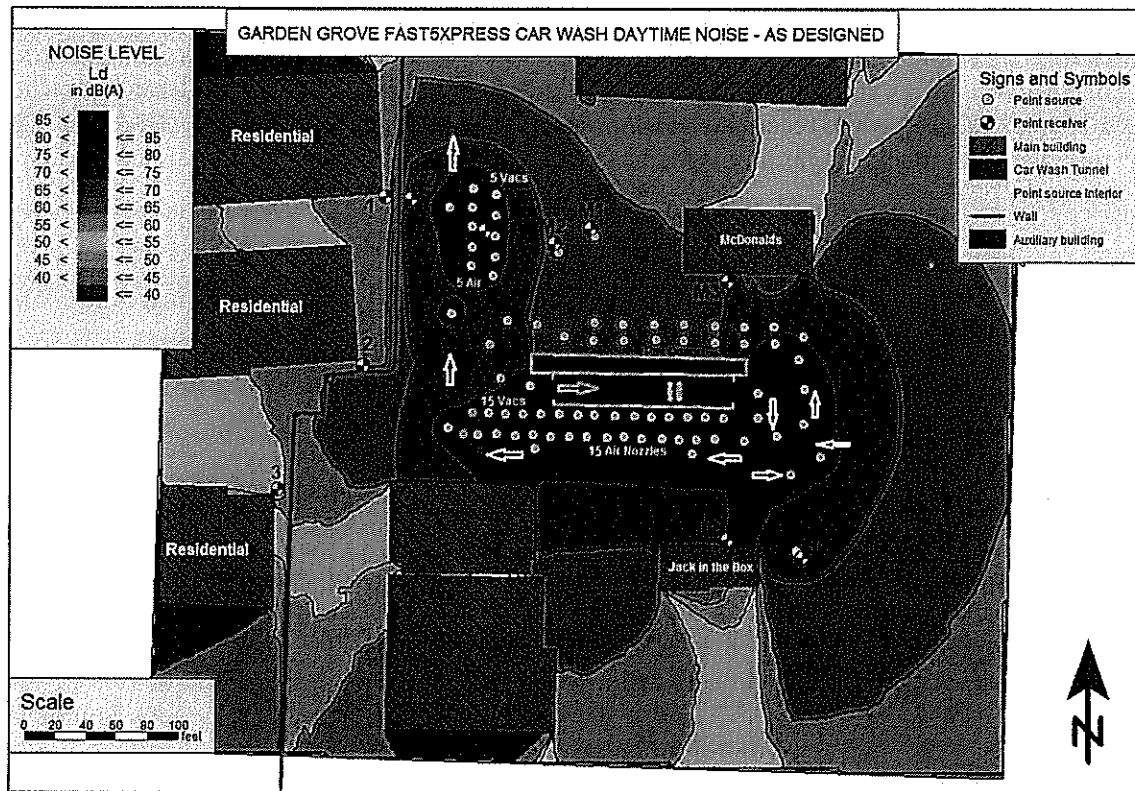 GARDEN GROVE FAST5XPRESS CAR WASH DAYTIME NOISE - AS DESIGNED
NOISE LEVEL
Ld
in dB(A)
85 <
80 < <= 85
75 < <= 80
70 < <= 75
65 < <= 70
60 < <= 65
55 < <= 60
50 < <= 55
45 < <= 50
40 < <= 45
<= 40
Signs and Symbols
Point source
Point receiver
Main building
Car Wash Tunnel
Point source Interior
Wall
Auxiliary building
Residential
1
5 Vacs
McDonalds
5 Air
Residential
2
15 Vacs
15 Air Nozzles
3
Residential
Jack in the Box
Scale
0 20 40 60 80 100
feet
N